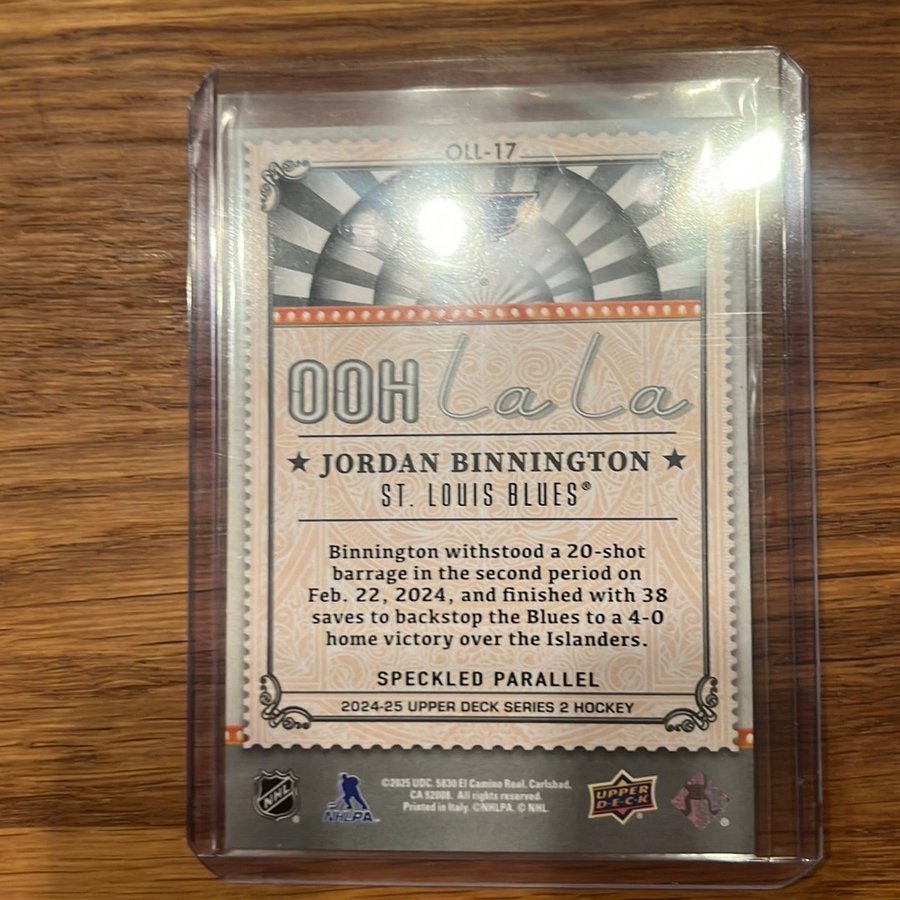 OLL-17
OOH La La
★ JORDAN BINNINGTON ★
ST. LOUIS BLUES®
Binnington withstood a 20-shot
barrage in the second period on
Feb. 22, 2024, and finished with 38
saves to backstop the Blues to a 4-0
home victory over the Islanders.
SPECKLED PARALLEL
2024-25 UPPER DECK SERIES 2 HOCKEY
©2025 UDC. 5830 El Camino Real, Carlsbad,
CA 92008. All rights reserved.
Printed in Italy. ©NHLPA. © NHL.
NHL
NHLPA
UPPER
DECK